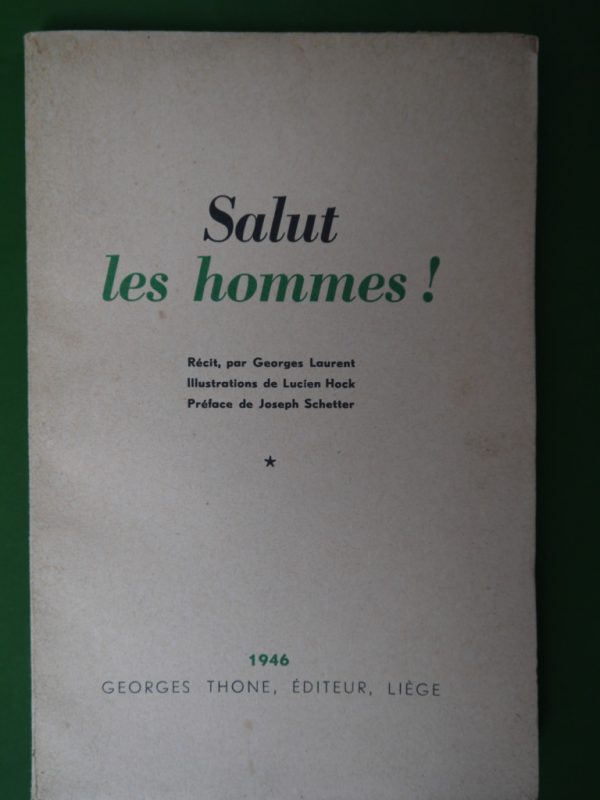 Salut
les hommes !
Récit, par Georges Laurent
Illustrations de Lucien Hock
Préface de Joseph Schetter
★
1946
GEORGES THONE, ÉDITEUR, LIÈGE